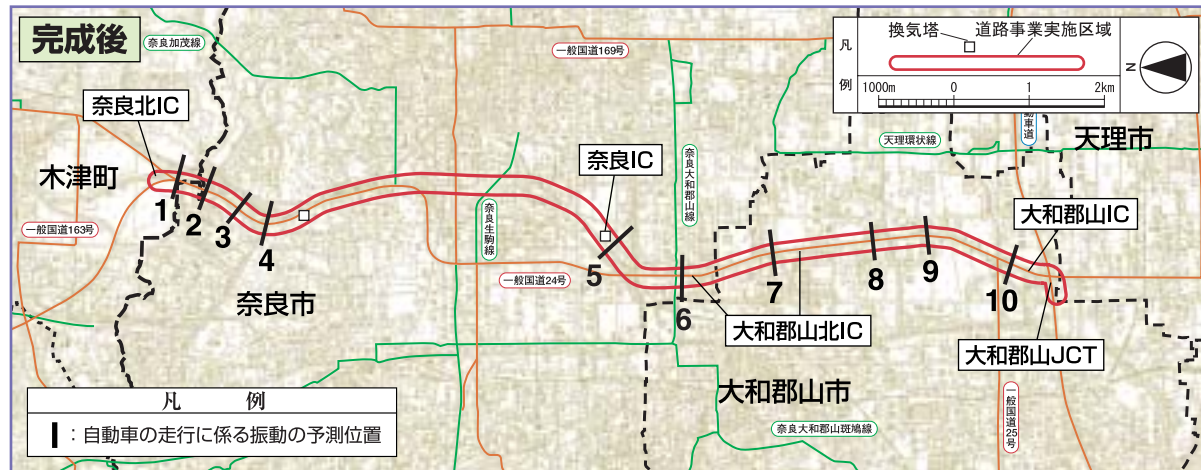 完成後
奈良加茂線
一般国道169号
凡
例
換気塔
道路事業実施区域
1000m
0
1
2km
N
奈良北IC
木津町
一般国道163号
1
2
3
4
奈良市
奈良生駒線
一般国道24号
奈良IC
5
奈良大和郡山線
6
大和郡山北IC
7
8
9
10
天理環状線
動車道
天理市
大和郡山IC
大和郡山JCT
大和郡山市
一般国道25号
奈良大和郡山斑鳩線
凡 例
：自動車の走行に係る振動の予測位置